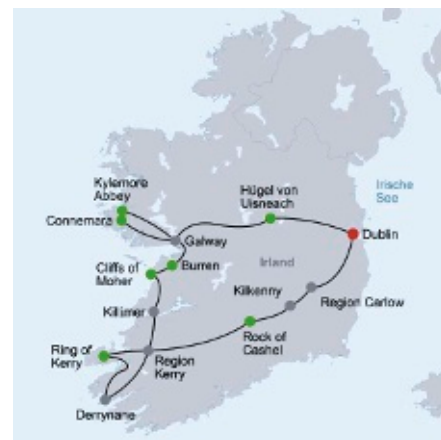 Kylemore
Abbey
Connemara
Hügel von
Uisneach
Irische
See
Galway
Dublin
Cliffs of
Moher
Burren
Irland
Kilkenny
Region Carlow
Killimer
Ring of
Kerry
Rock of
Cashel
Region
Kerry
Derrynane